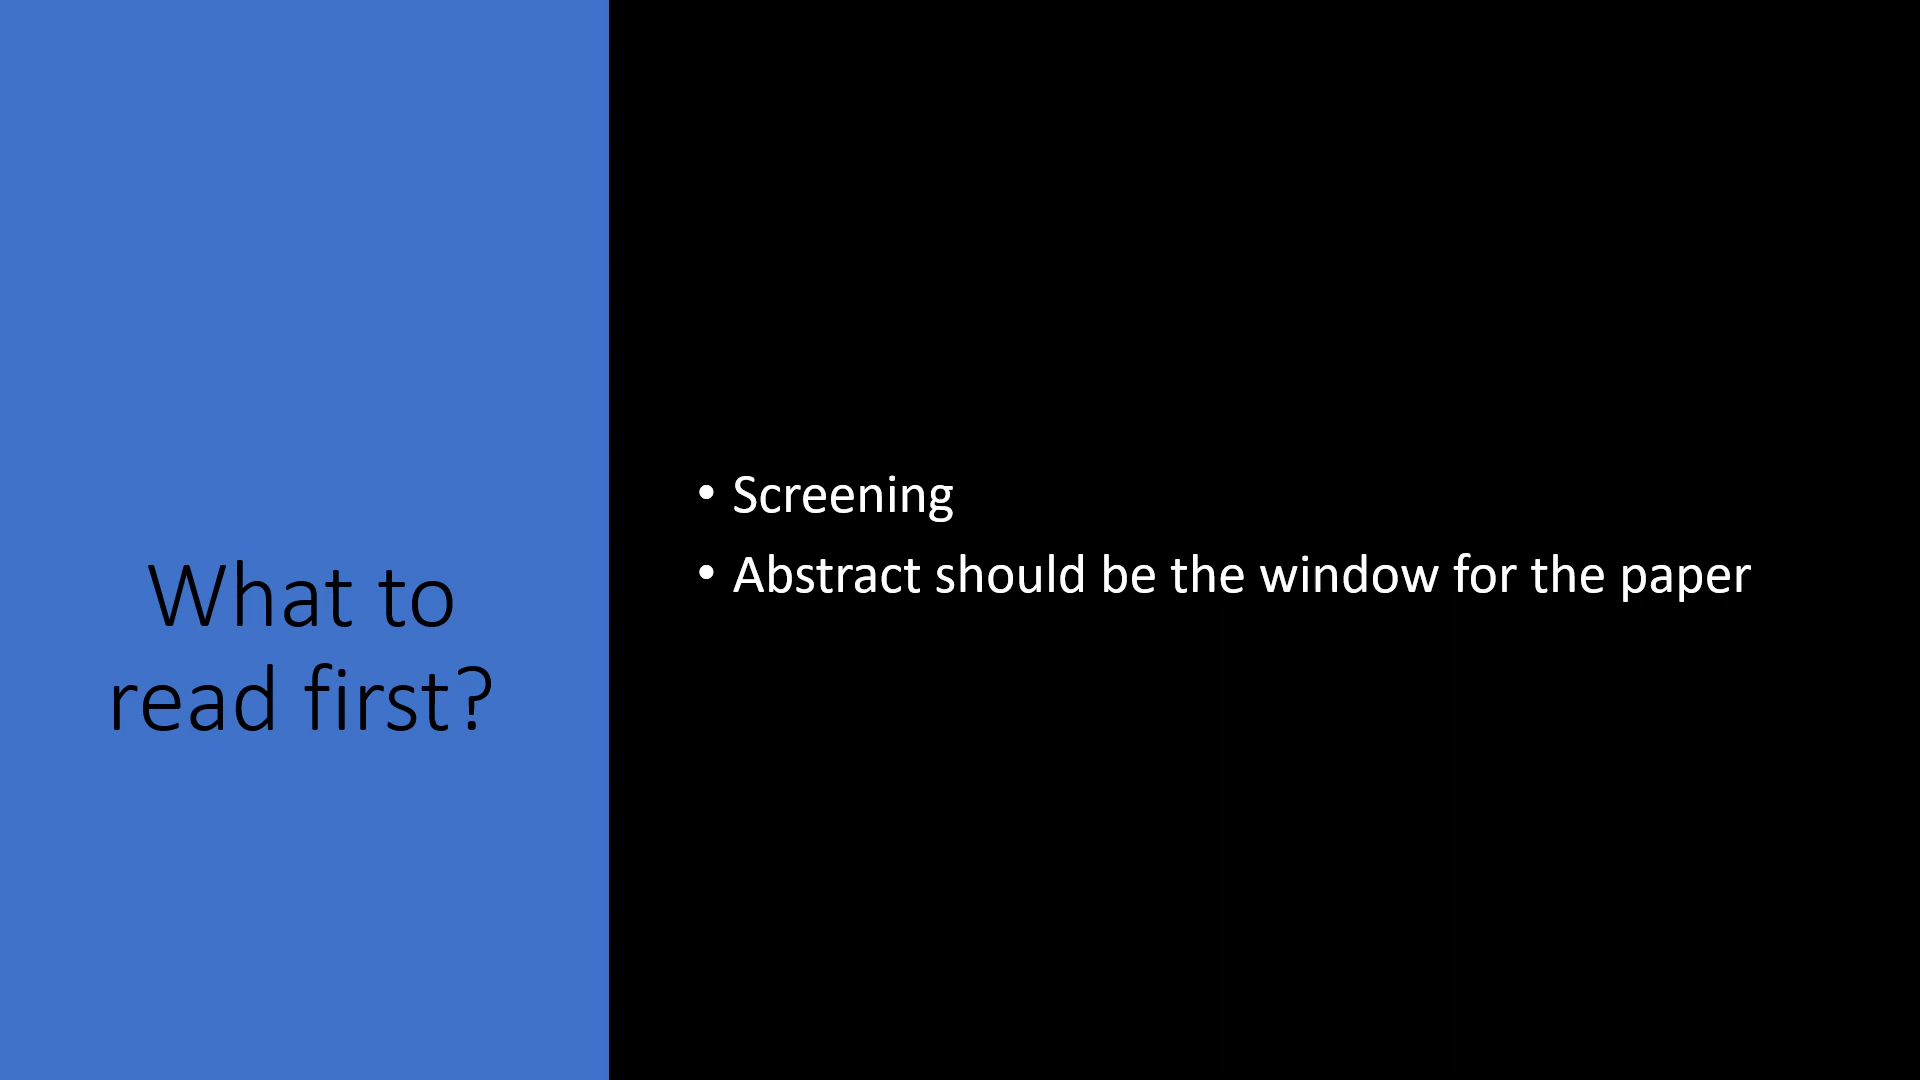 What to
read first?
• Screening
• Abstract should be the window for the paper